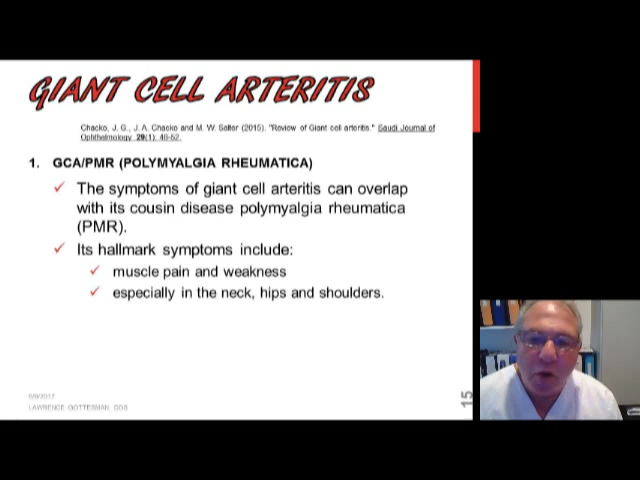 GIANT CELL ARTERITIS
Chacko, J. G., J. A. Chacko and M. W. Salter (2015). "Review of Giant cell arteritis." Saudi Journal of
Ophthalmology 29(1): 48-52.
1. GCA/PMR (POLYMYALGIA RHEUMATICA)
✓ The symptoms of giant cell arteritis can overlap
with its cousin disease polymyalgia rheumatica
(PMR).
✓ Its hallmark symptoms include:
✓ muscle pain and weakness
✓ especially in the neck, hips and shoulders.
LAWRENCE GOTTESMAN, DDS
15